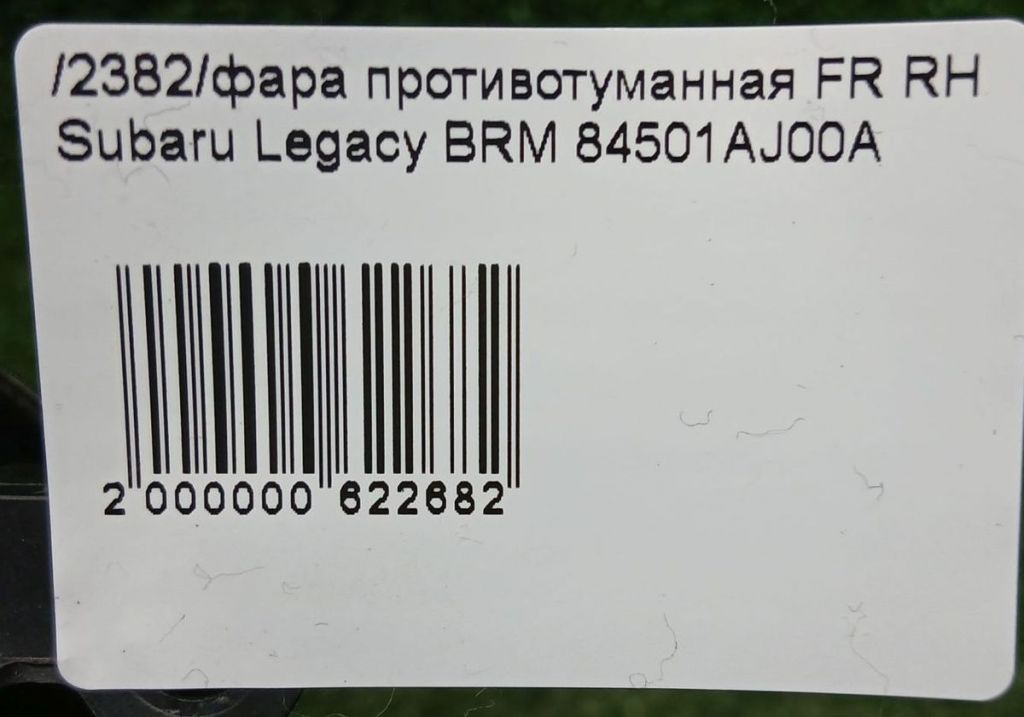 /2382/фара противотуманная FR RH
Subaru Legacy BRM 84501AJ00A
2 000000 622682